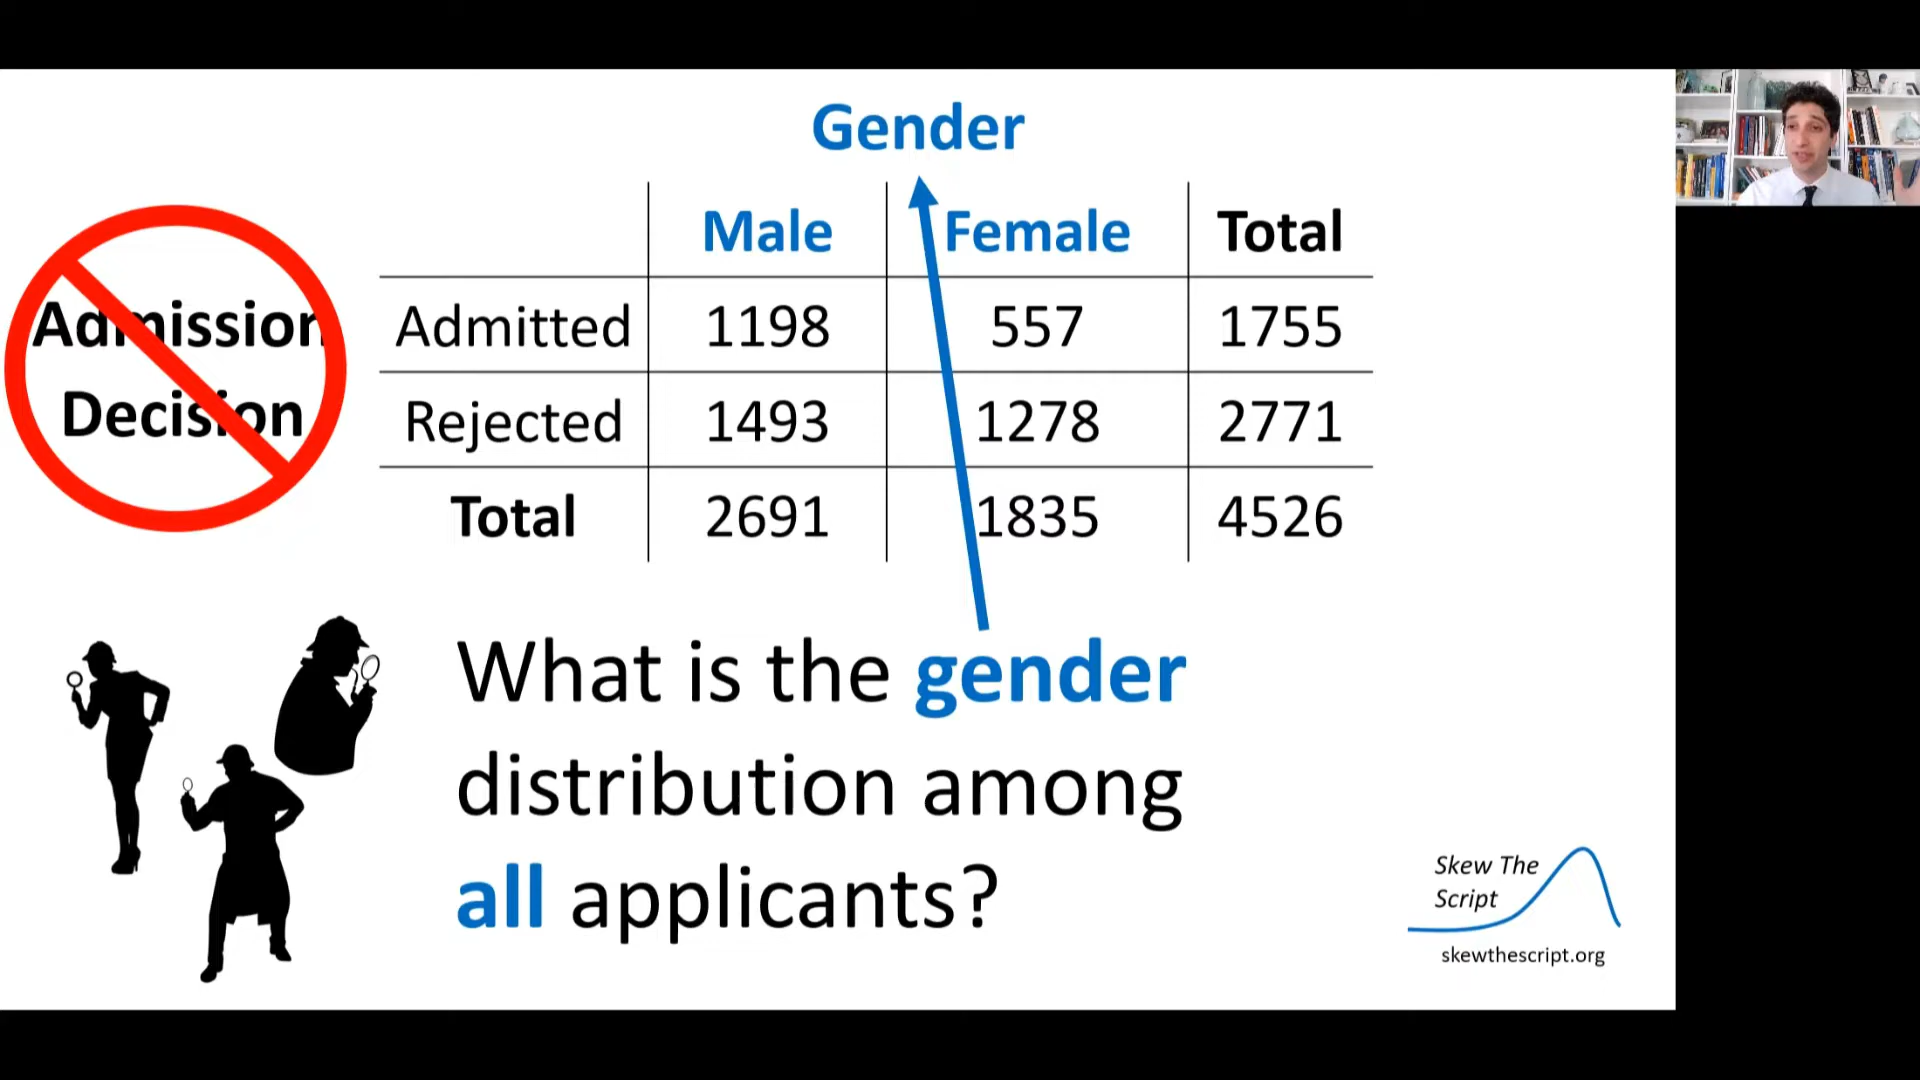 Gender
Male Female Total
Admission
Decision
Admitted 1198 557 1755
Rejected 1493 1278 2771
Total 2691 1835 4526
What is the gender
distribution among
all applicants?
Skew The
Script
skewthescript.org